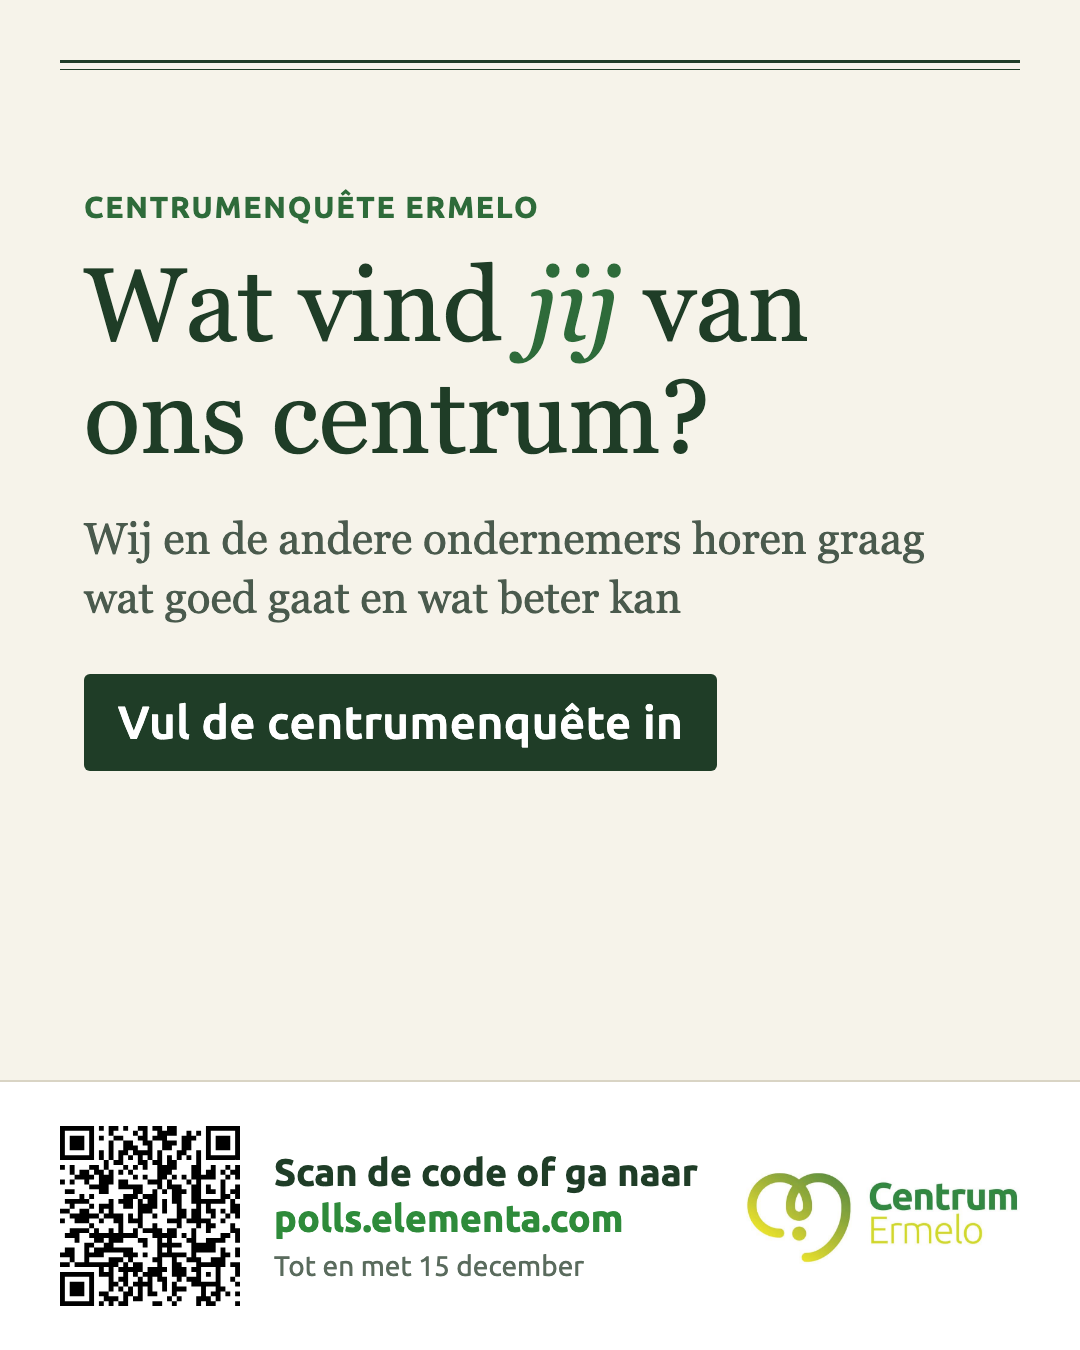 CENTRUMENQUÊTE ERMELO
Wat vind jij van
ons centrum?
Wij en de andere ondernemers horen graag
wat goed gaat en wat beter kan
Vul de centrumenquête in
Scan de code of ga naar
polls.elementa.com
Tot en met 15 december
Centrum
Ermelo